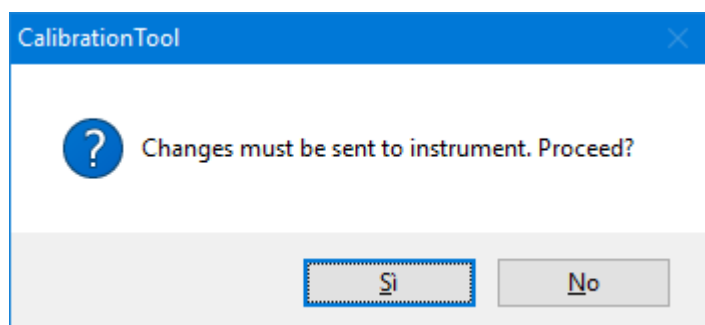 CalibrationTool
Changes must be sent to instrument. Proceed?
Sì
No